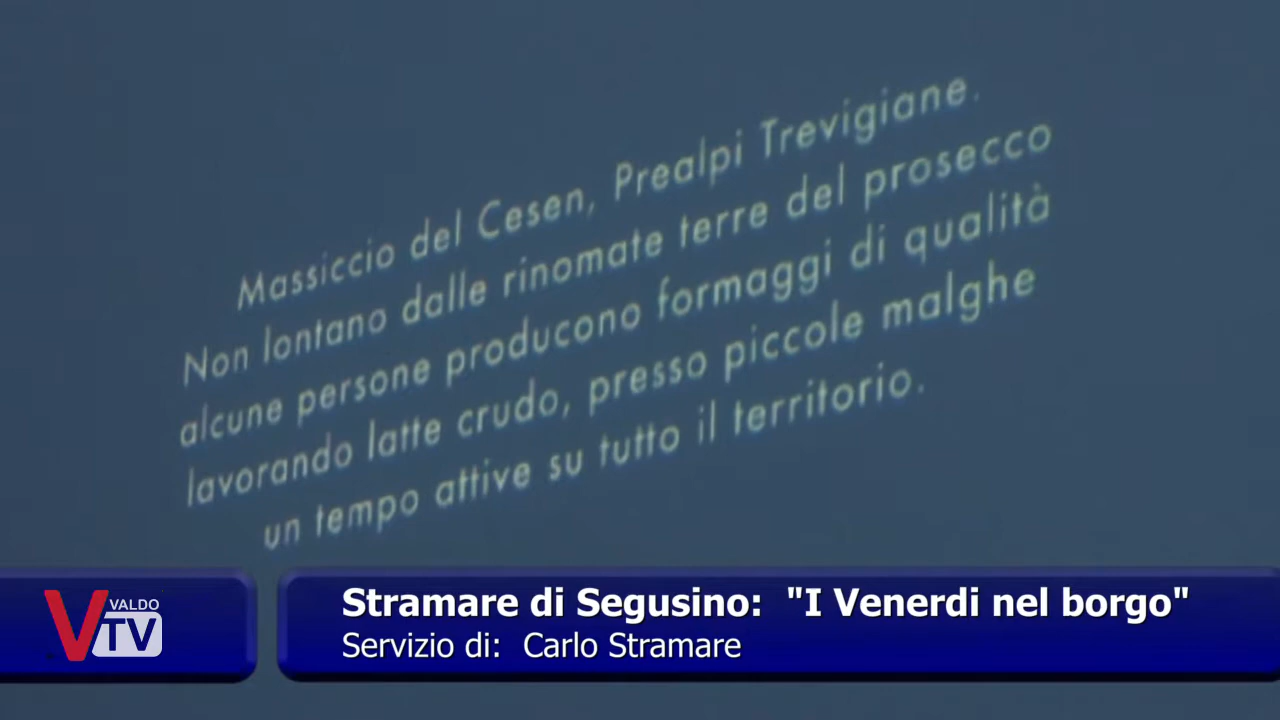 Massiccio del Cesen, Prealpi Trevigiane.
Non lontano dalle rinomate terre del prosecco
alcune persone producono formaggi di qualità
lavorando latte crudo, presso piccole malghe
un tempo attive su tutto il territorio.
VALDO
VTV
Stramare di Segusino: "I Venerdi nel borgo"
Servizio di: Carlo Stramare